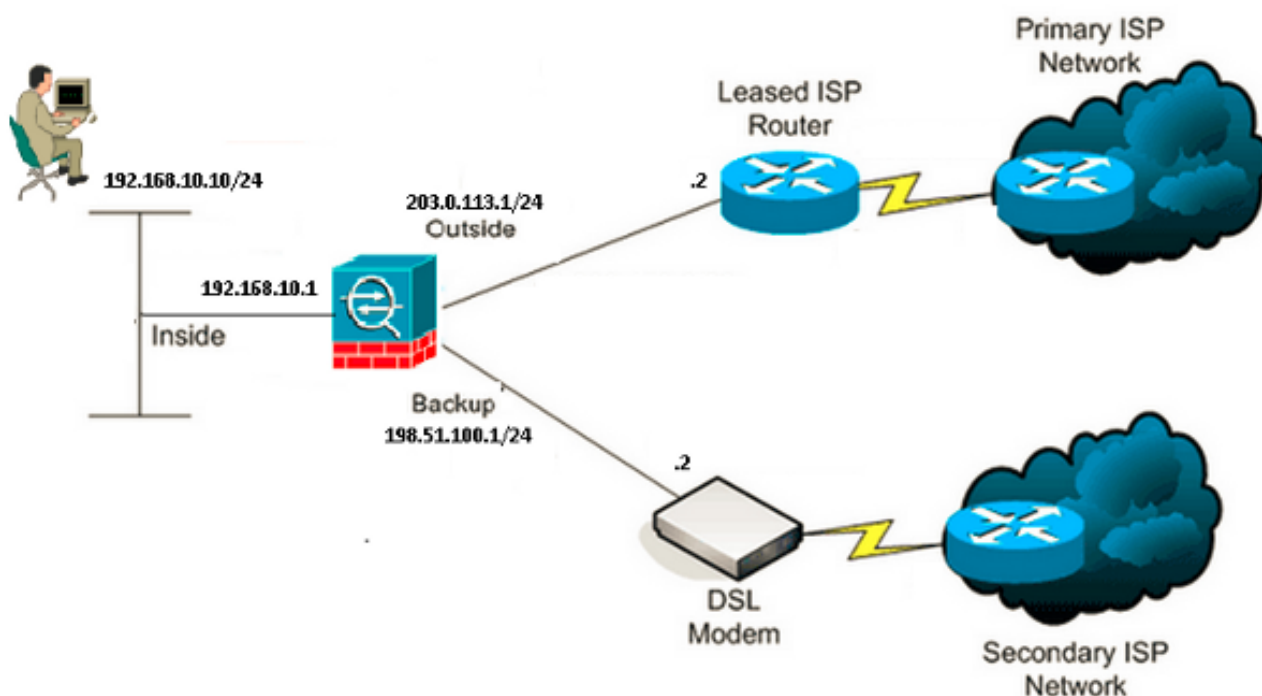 Primary ISP
Network
Leased ISP
Router
192.168.10.10/24
.2
203.0.113.1/24
Outside
192.168.10.1
Inside
Backup
198.51.100.1/24
.2
DSL
Modem
Secondary ISP
Network